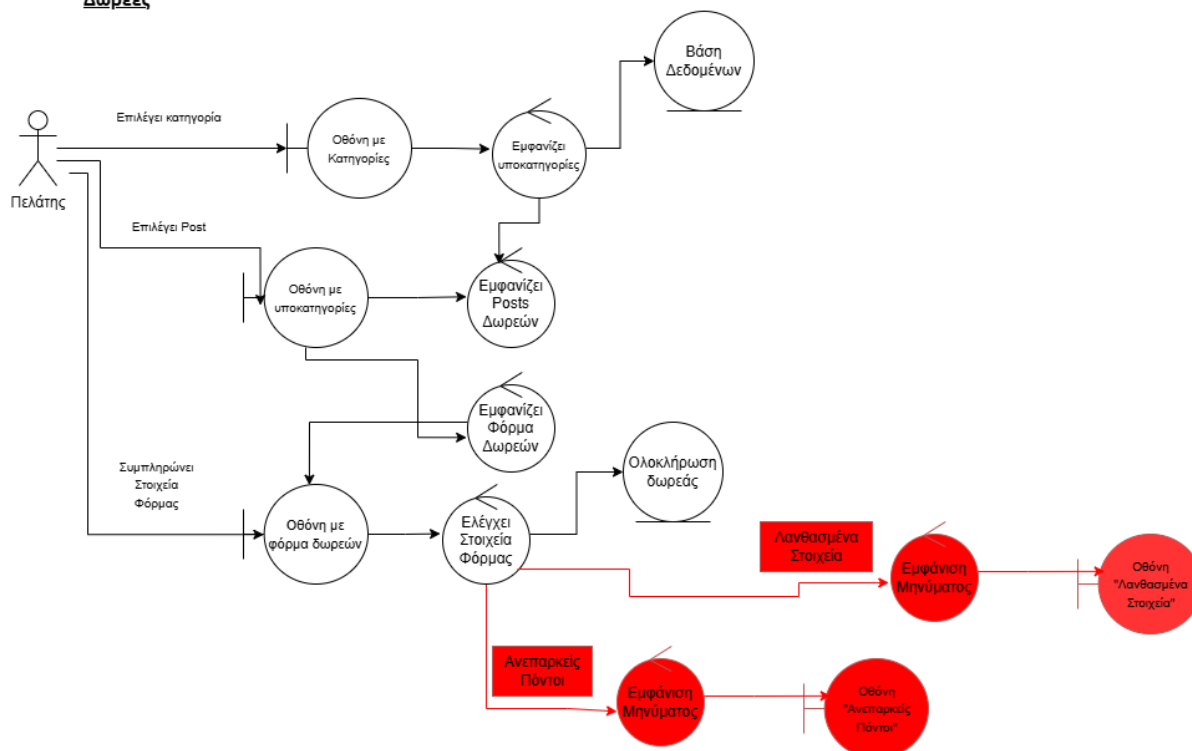 Δωρεές
Βάση
Δεδομένων
Επιλέγει κατηγορία
Οθόνη με
Κατηγορίες
Εμφανίζει
υποκατηγορίες
Πελάτης
Επιλέγει Post
Οθόνη με
υποκατηγορίες
Εμφανίζει
Posts
Δωρεών
Εμφανίζει
Φόρμα
Δωρεών
Συμπληρώνει
Στοιχεία
Φόρμας
Ολοκλήρωση
δωρεάς
Οθόνη με
φόρμα δωρεών
Ελέγχει
Στοιχεία
Φόρμας
Λανθασμένα
Στοιχεία
Εμφάνιση
Μηνύματος
Οθόνη
"Λανθασμένα
Στοιχεία"
Ανεπαρκείς
Πόντοι
Εμφάνιση
Μηνύματος
Οθόνη
"Ανεπαρκείς
Πόντοι"